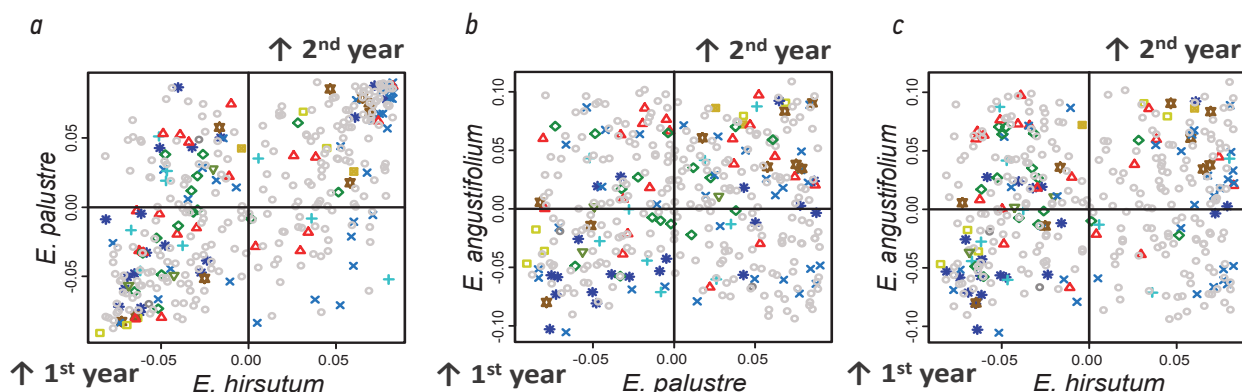 a
↑ 2nd year
E. palustre
0.05
0.00
-0.05
-0.05
0.00
0.05
↑ 1st year
E. hirsutum
b
↑ 2nd year
E. angustifolium
0.10
0.05
0.00
-0.05
-0.10
-0.05
0.00
0.05
↑ 1st year
E. palustre
c
↑ 2nd year
E. angustifolium
0.10
0.05
0.00
-0.05
-0.10
-0.05
0.00
0.05
↑ 1st year
E. hirsutum